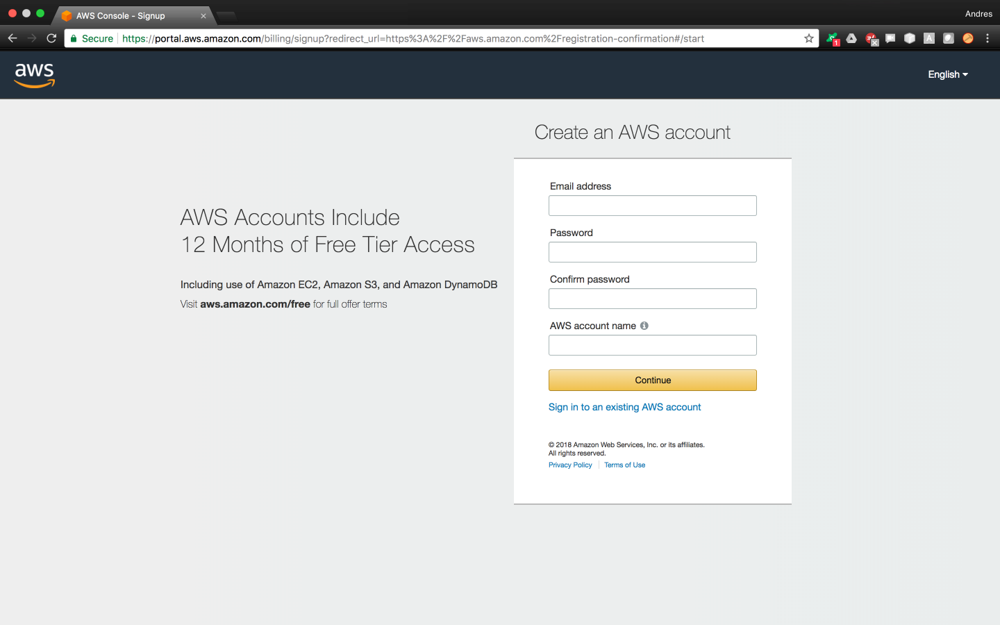 AWS Console - Signup
Andres
Secure
https://portal.aws.amazon.com/billing/signup?redirect_url=https%3A%2F%2Faws.amazon.com%2Fregistration-confirmation#/start
1
A
aws
English
Create an AWS account
AWS Accounts Include
12 Months of Free Tier Access
Including use of Amazon EC2, Amazon S3, and Amazon DynamoDB
Visit aws.amazon.com/free for full offer terms
Email address
Password
Confirm password
AWS account name
Continue
Sign in to an existing AWS account
© 2018 Amazon Web Services, Inc. or its affiliates.
All rights reserved.
Privacy Policy | Terms of Use